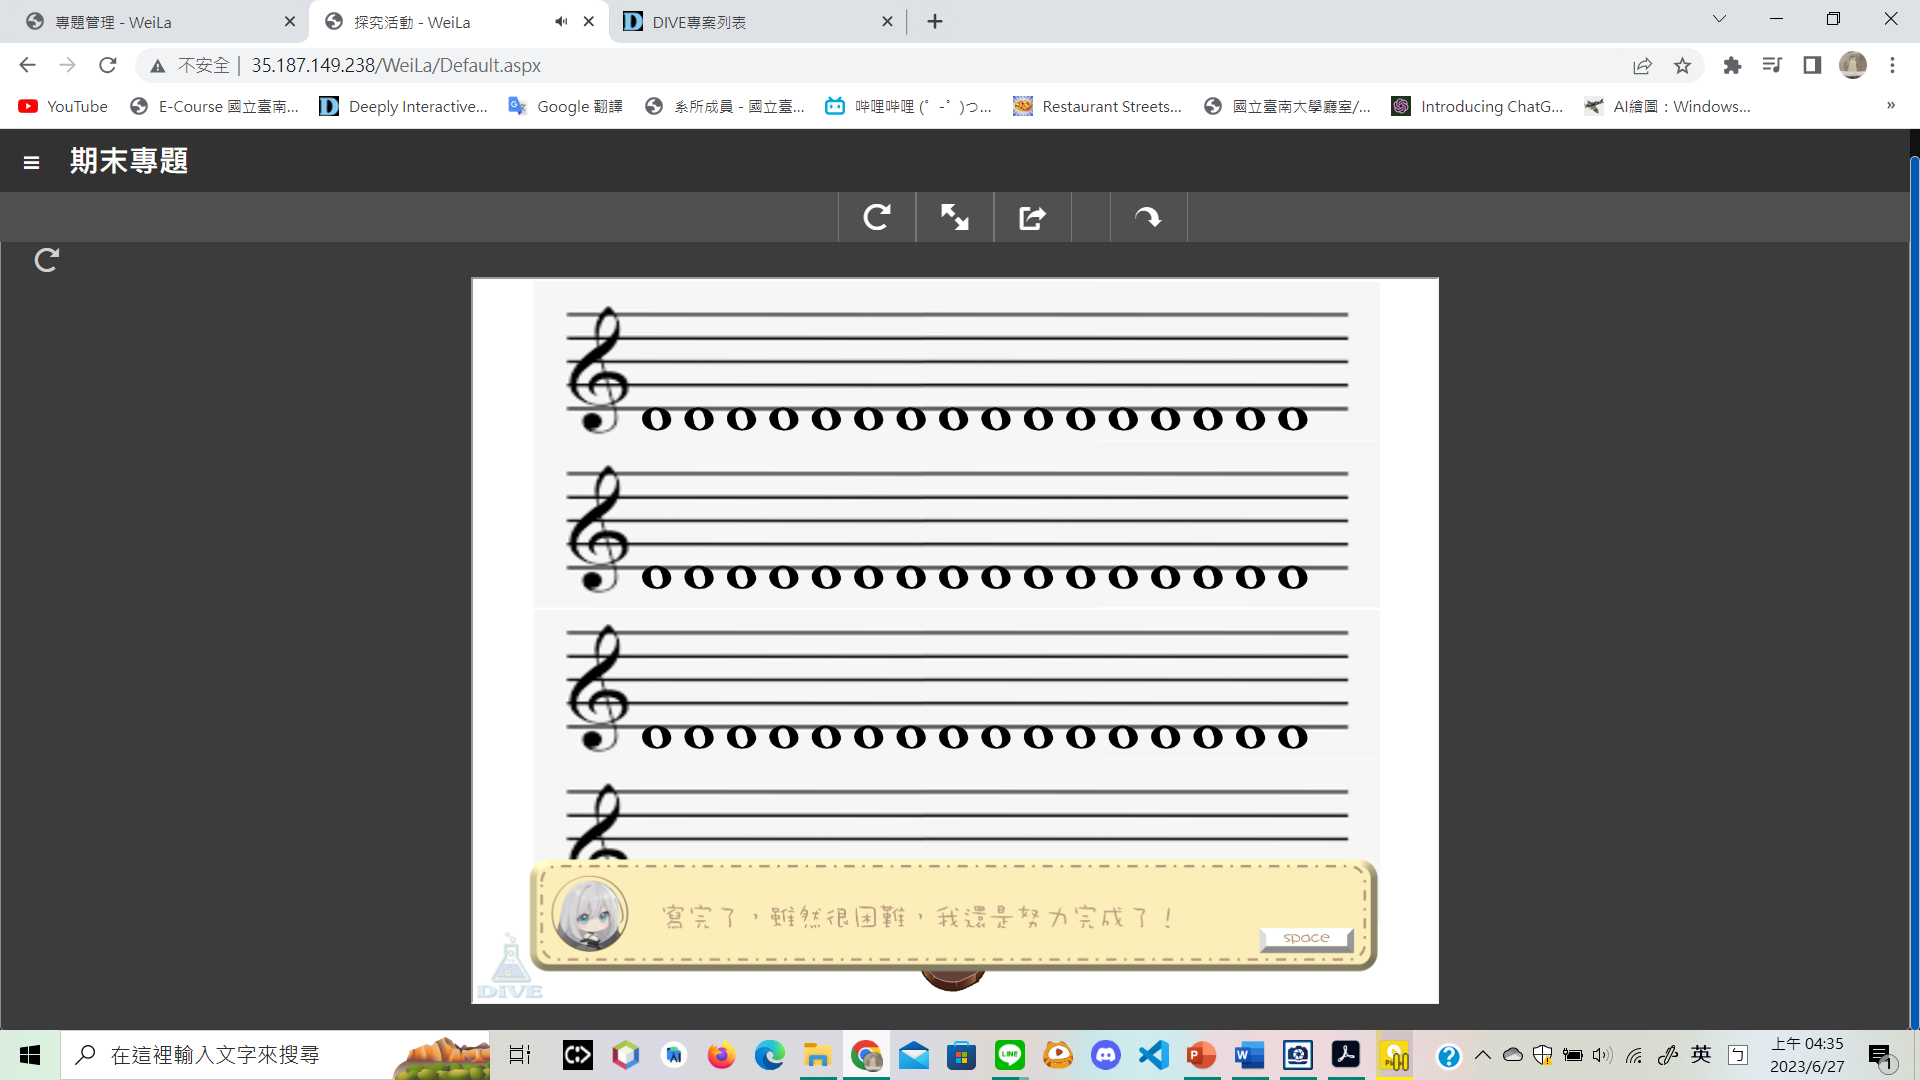 專題管理 - WeiLa
探究活動 - WeiLa
DIVE專案列表
不安全 | 35.187.149.238/WeiLa/Default.aspx
YouTube
E-Course 國立臺南...
Deeply Interactive...
Google 翻譯
系所成員 - 國立臺...
哔哩哔哩 (゜-゜)つ...
Restaurant Streets...
國立臺南大學廳室/...
Introducing ChatG...
AI繪圖：Windows...
»
期末專題
寫完了，雖然很困難，我還是努力完成了！
space
DiVE
在這裡輸入文字來搜尋
英
ㄅ
上午 04:35
2023/6/27
1